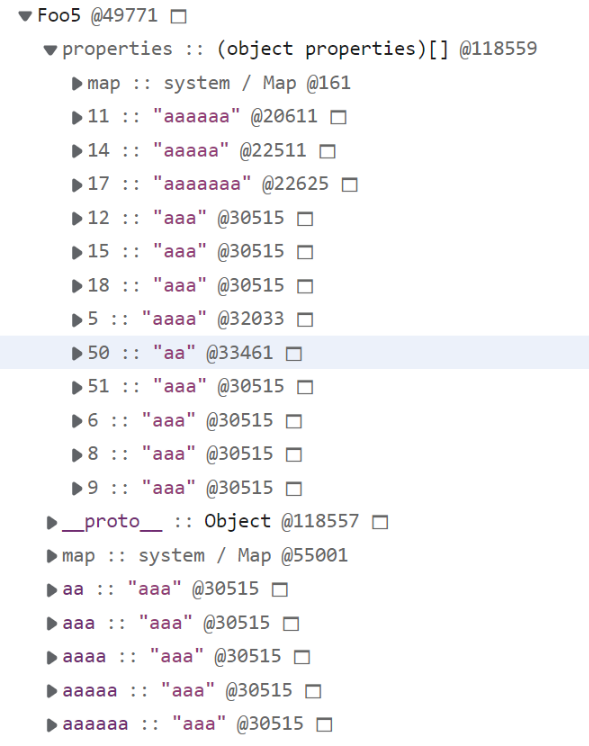 Foo5 @49771
properties :: (object properties)[] @118559
map :: system / Map @161
11 :: "aaaaaa" @20611
14 :: "aaaaa" @22511
17 :: "aaaaaaa" @22625
12 :: "aaa" @30515
15 :: "aaa" @30515
18 :: "aaa" @30515
5 :: "aaaa" @32033
50 :: "aa" @33461
51 :: "aaa" @30515
6 :: "aaa" @30515
8 :: "aaa" @30515
9 :: "aaa" @30515
__proto__ :: Object @118557
map :: system / Map @55001
aa :: "aaa" @30515
aaa :: "aaa" @30515
aaaa :: "aaa" @30515
aaaaa :: "aaa" @30515
aaaaaa :: "aaa" @30515